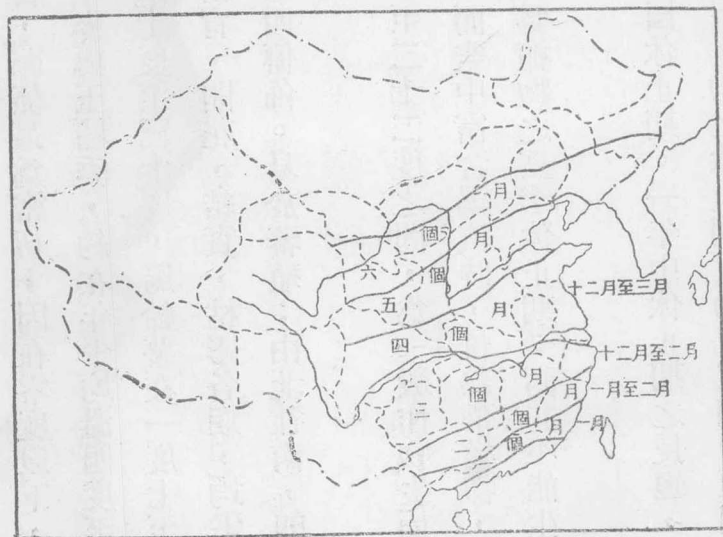 六個月
五個月
四個月
三個月
二個月
一個月
十二月至三月
十二月至二月
一月至二月
一月